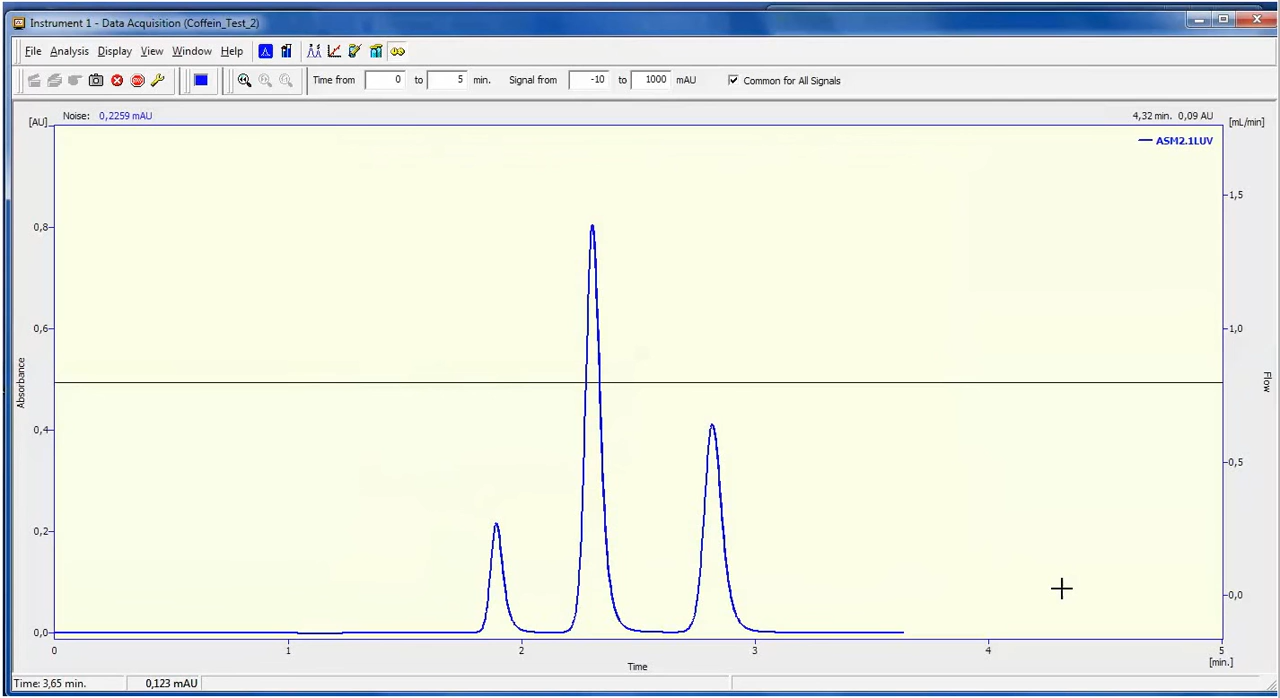 Instrument 1 - Data Acquisition (Coffein_Test_2)
File Analysis Display View Window Help
Time from 0 to 5 min. Signal from -10 to 1000 mAU Common for All Signals
Noise: 0,2259 mAU 4,32 min. 0,09 AU
[AU] [mL/min]
ASM2.1LUV
1,5
0,8
0,6 1,0
Absorbance Flow
0,4
0,5
0,2
0,0
0,0
0 1 2 3 4 5
Time [min.]
Time: 3,65 min. 0,123 mAU